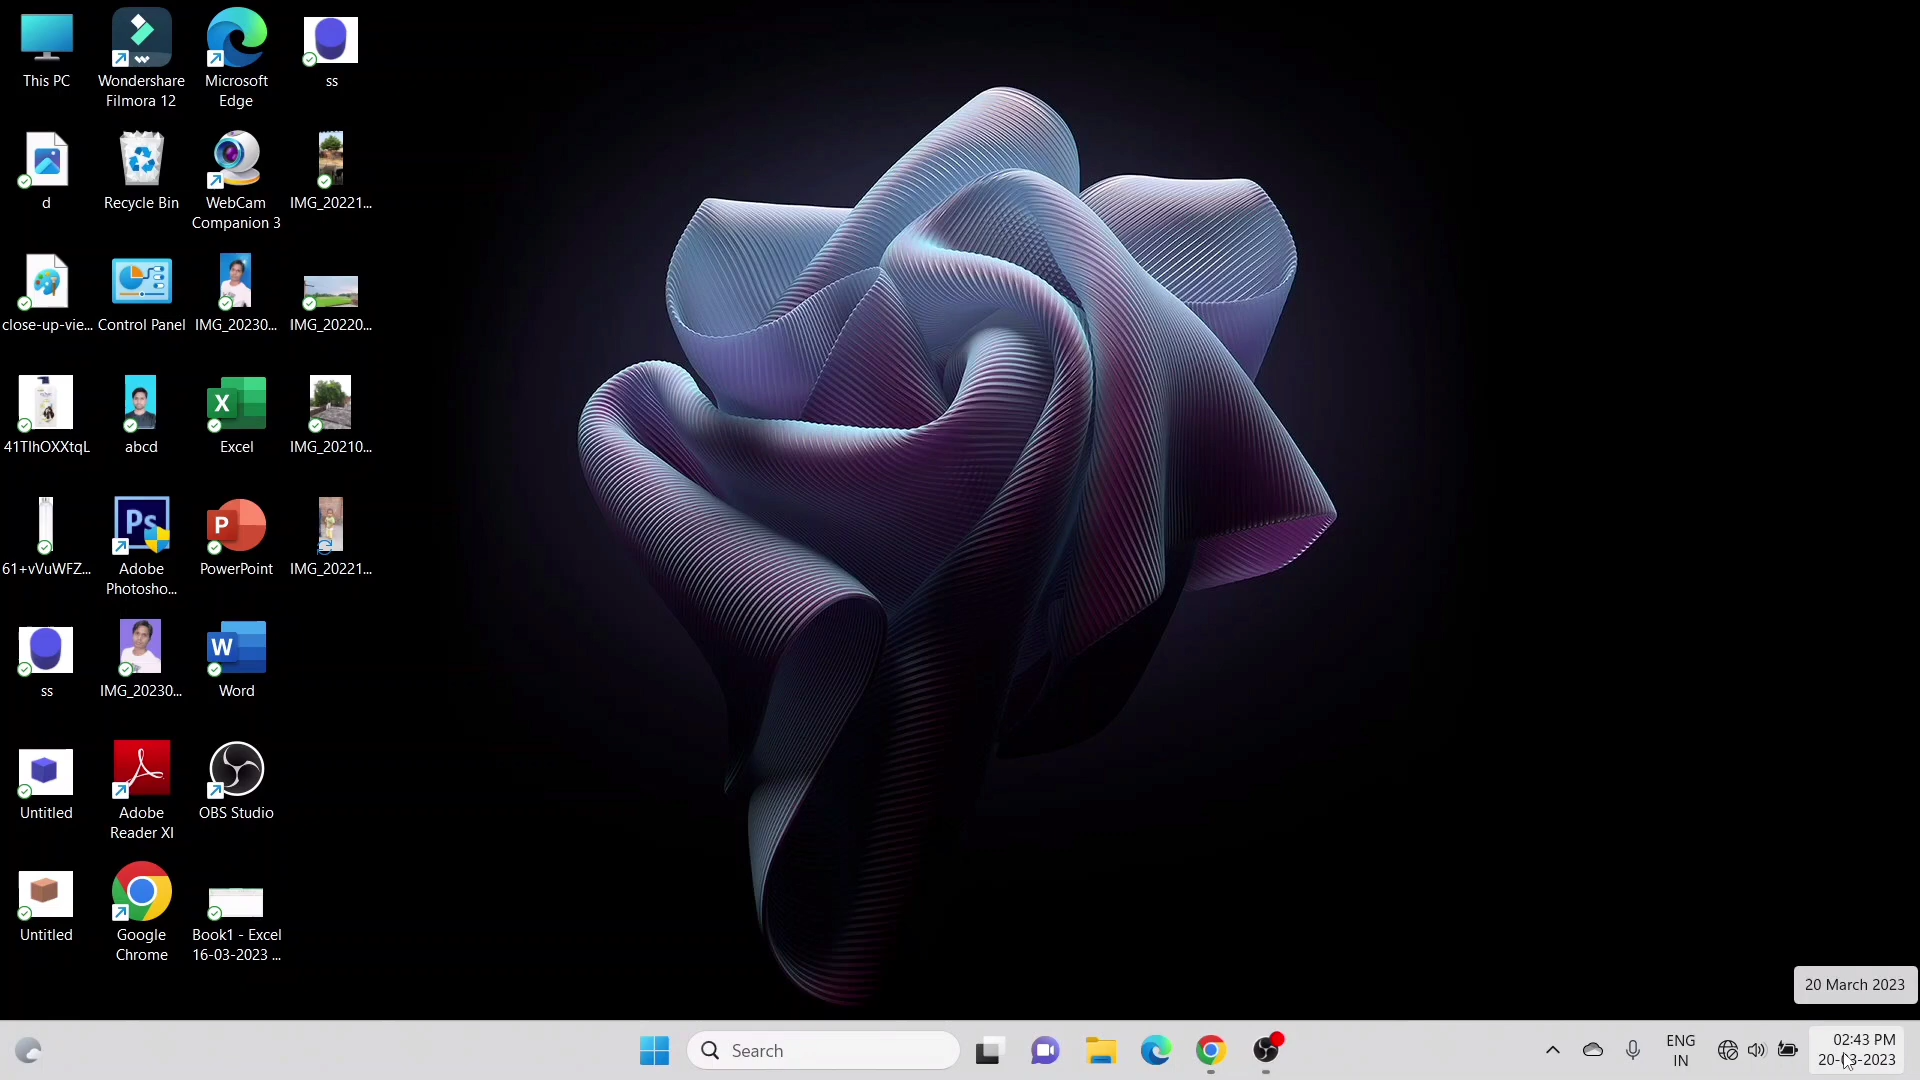 This PC
Wondershare
Filmora 12
Microsoft
Edge
ss
d
Recycle Bin
WebCam
Companion 3
IMG_20221...
close-up-vie...
Control Panel
IMG_20230...
IMG_20220...
41TlhOXXtqL
abcd
Excel
IMG_20210...
61+vVuWFZ...
Adobe
Photosho...
PowerPoint
IMG_20221...
ss
IMG_20230...
Word
Untitled
Adobe
Reader XI
OBS Studio
Untitled
Google
Chrome
Book1 - Excel
16-03-2023 ...
20 March 2023
Search
ENG
IN
02:43 PM
20-03-2023